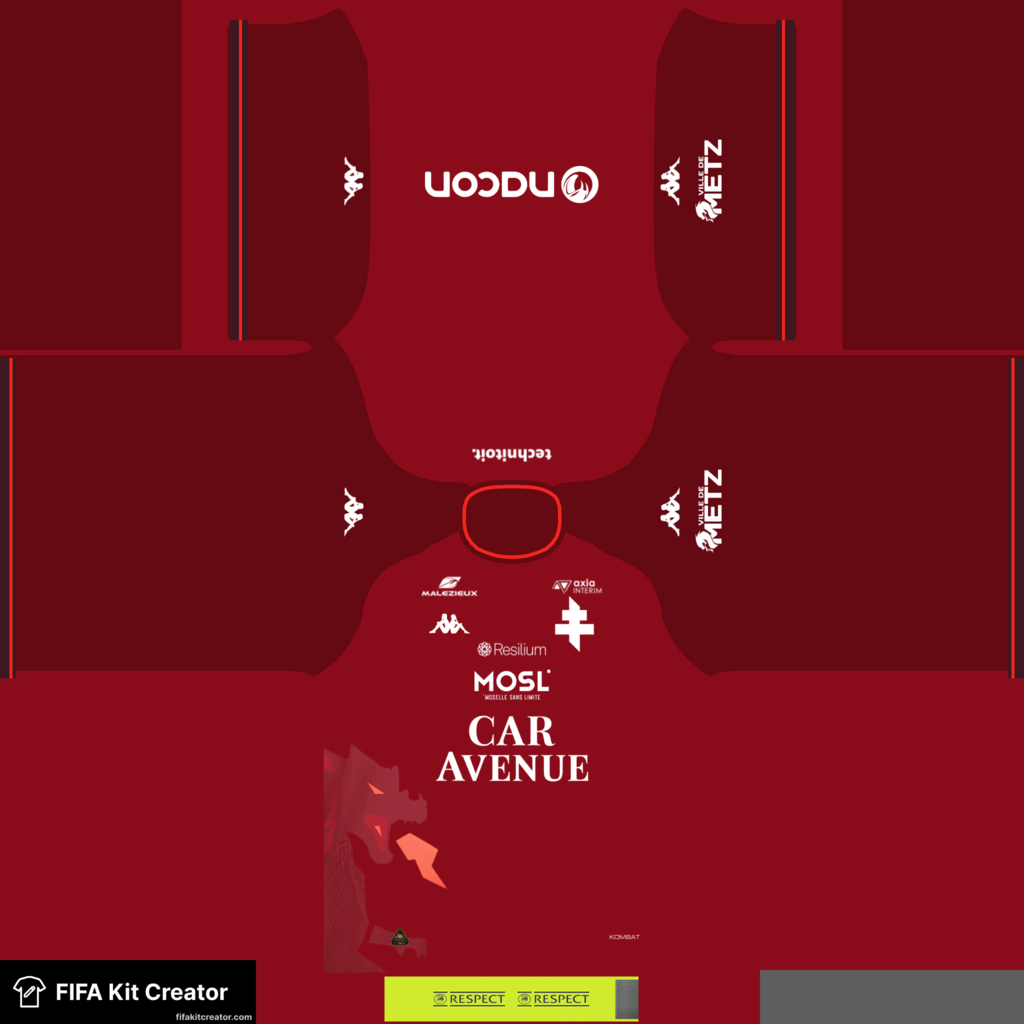 nacon
VILLE DE
METZ
technitoit.
VILLE DE
METZ
MALEZIEUX
axia
INTERIM
Resilium
MOSL
MOSELLE SANS LIMITE
CAR
AVENUE
KOMBAT
FIFA Kit Creator
fifakitcreator.com
RESPECT RESPECT